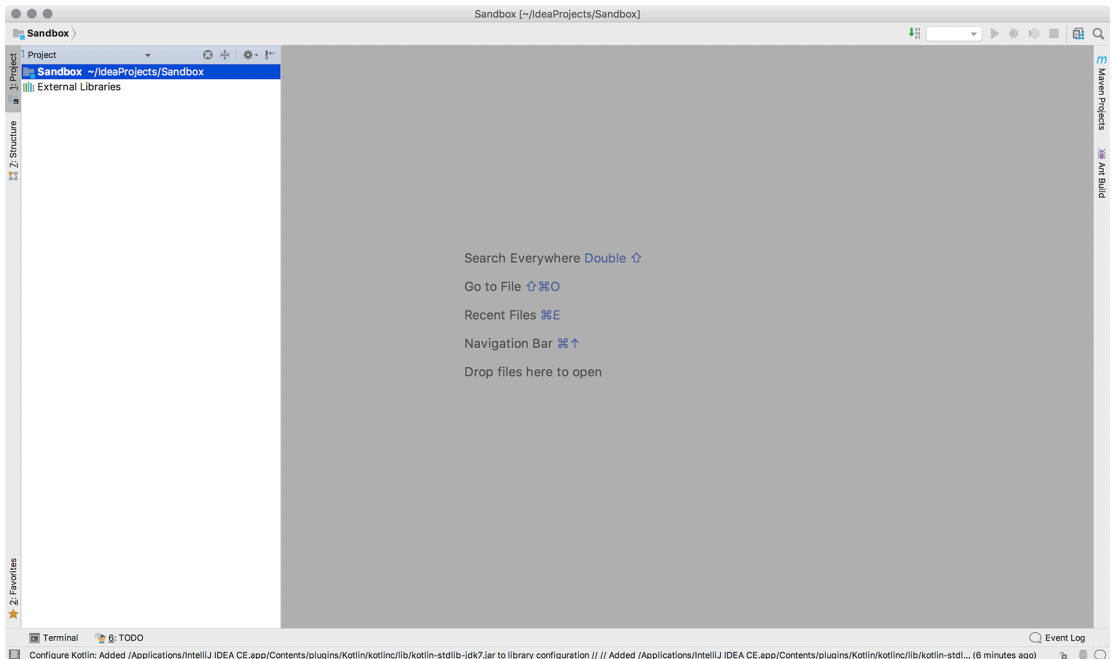 Sandbox [~/IdeaProjects/Sandbox]
Sandbox
Project
Sandbox ~/IdeaProjects/Sandbox
External Libraries
1: Project
7: Structure
2: Favorites
Search Everywhere Double ⇧
Go to File ⇧⌘O
Recent Files ⌘E
Navigation Bar ⌘↑
Drop files here to open
m
Maven Projects
Ant Build
Terminal
6: TODO
Event Log
Configure Kotlin: Added /Applications/IntelliJ IDEA CE.app/Contents/plugins/Kotlin/kotlinc/lib/kotlin-stdlib-jdk7.jar to library configuration // // Added /Applications/IntelliJ IDEA CE.app/Contents/plugins/Kotlin/kotlinc/lib/kotlin-stdl... (6 minutes ago)